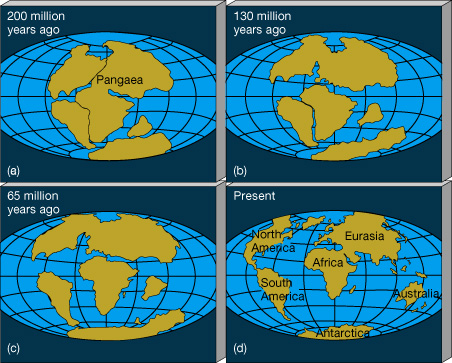 200 million
years ago
Pangaea
(a)
130 million
years ago
(b)
65 million
years ago
(c)
Present
North
America
Eurasia
Africa
South
America
Australia
Antarctica
(d)